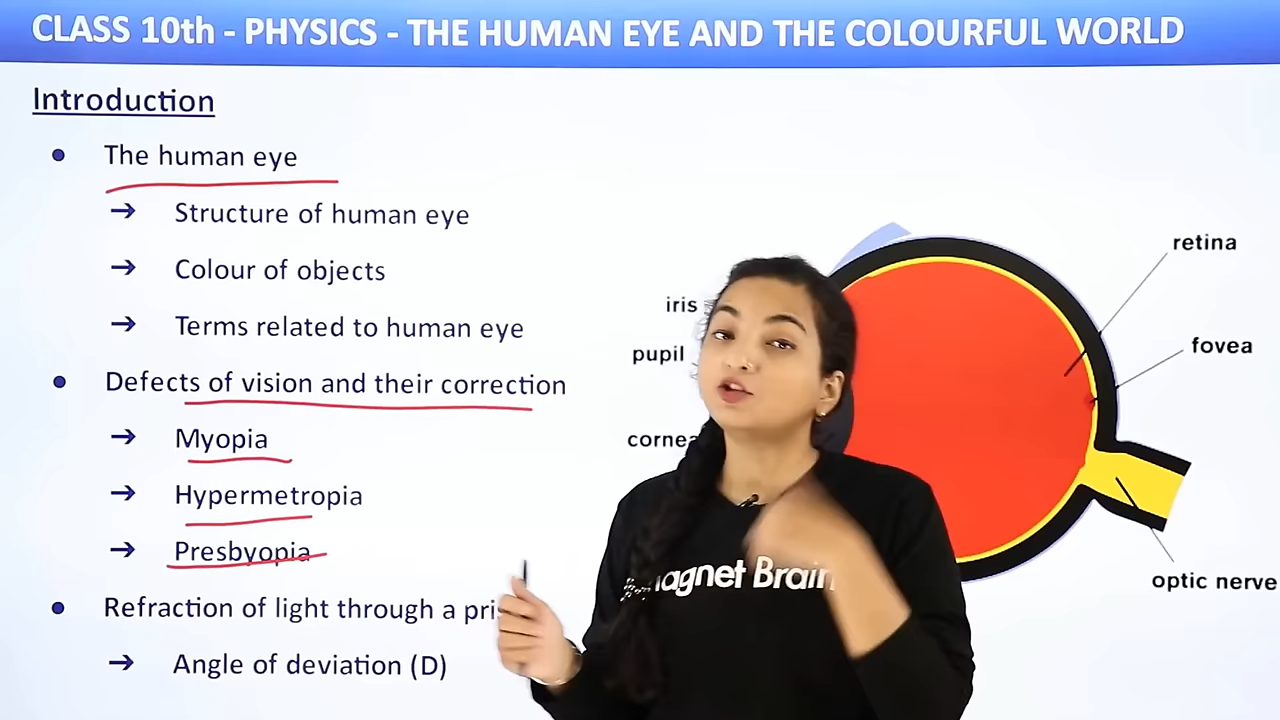 CLASS 10th - PHYSICS - THE HUMAN EYE AND THE COLOURFUL WORLD
Introduction
• The human eye
→ Structure of human eye
→ Colour of objects
→ Terms related to human eye
• Defects of vision and their correction
→ Myopia
→ Hypermetropia
→ Presbyopia
• Refraction of light through a
→ Angle of deviation (D)
retina
iris
fovea
pupil
cornea
optic nerve
Brain